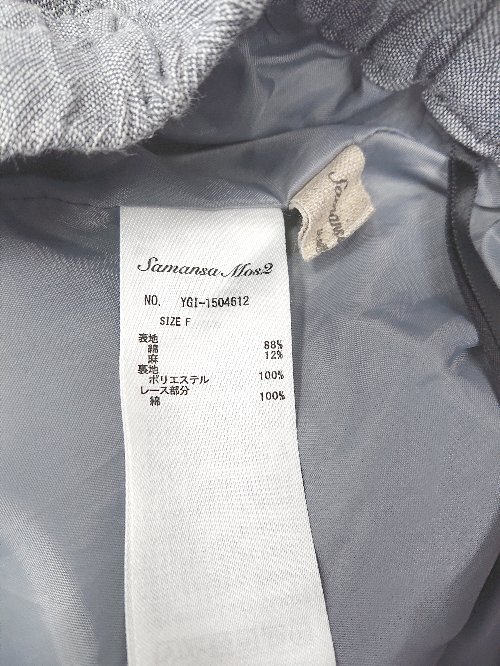 Samansa Mos2
NO. YGI-1504612
SIZE F
表地
綿 88%
麻 12%
裏地
ポリエステル 100%
レース部分
綿 100%